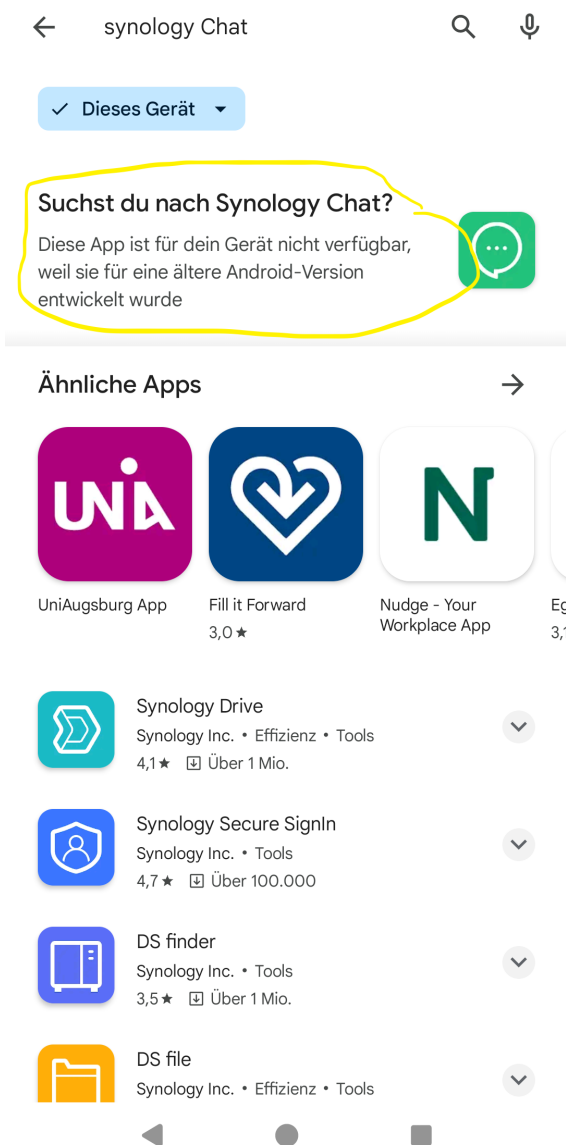 synology Chat
Dieses Gerät
Suchst du nach Synology Chat?
Diese App ist für dein Gerät nicht verfügbar,
weil sie für eine ältere Android-Version
entwickelt wurde
Ähnliche Apps
UNIA
N
UniAugsburg App
Fill it Forward
3,0 ★
Nudge - Your
Workplace App
Eg
3,1
Synology Drive
Synology Inc. • Effizienz • Tools
4,1 ★ Über 1 Mio.
Synology Secure SignIn
Synology Inc. • Tools
4,7 ★ Über 100.000
DS finder
Synology Inc. • Tools
3,5 ★ Über 1 Mio.
DS file
Synology Inc. • Effizienz • Tools